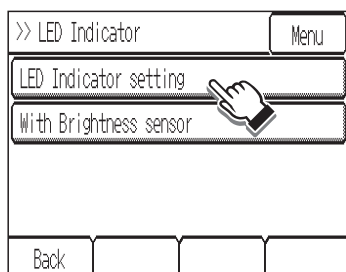 >> LED Indicator
Menu
LED Indicator setting
With Brightness sensor
Back